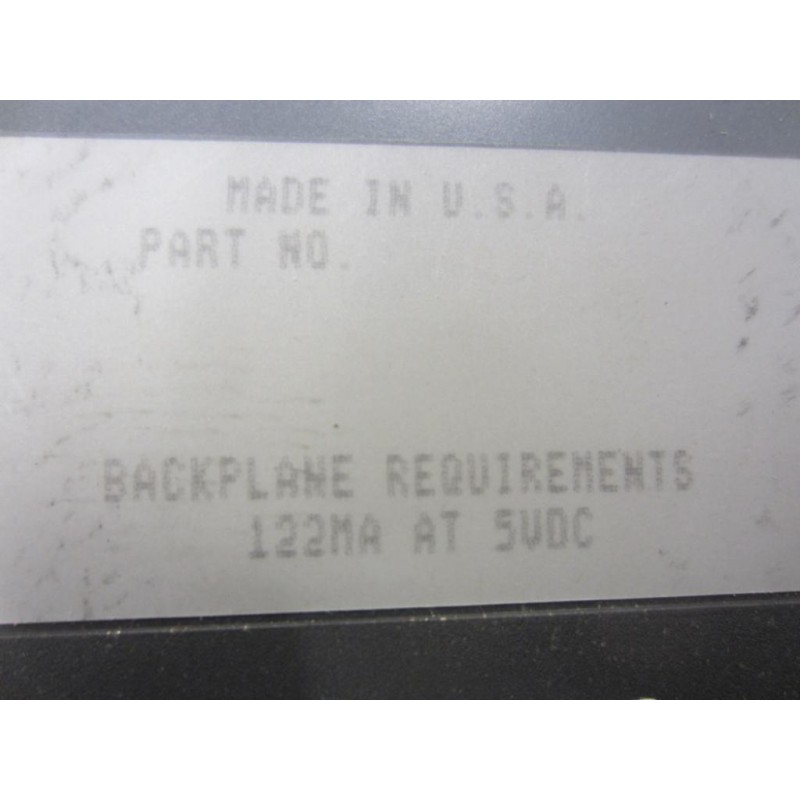 MADE IN U.S.A.
PART NO.
BACKPLANE REQUIREMENTS
122MA AT 5VDC